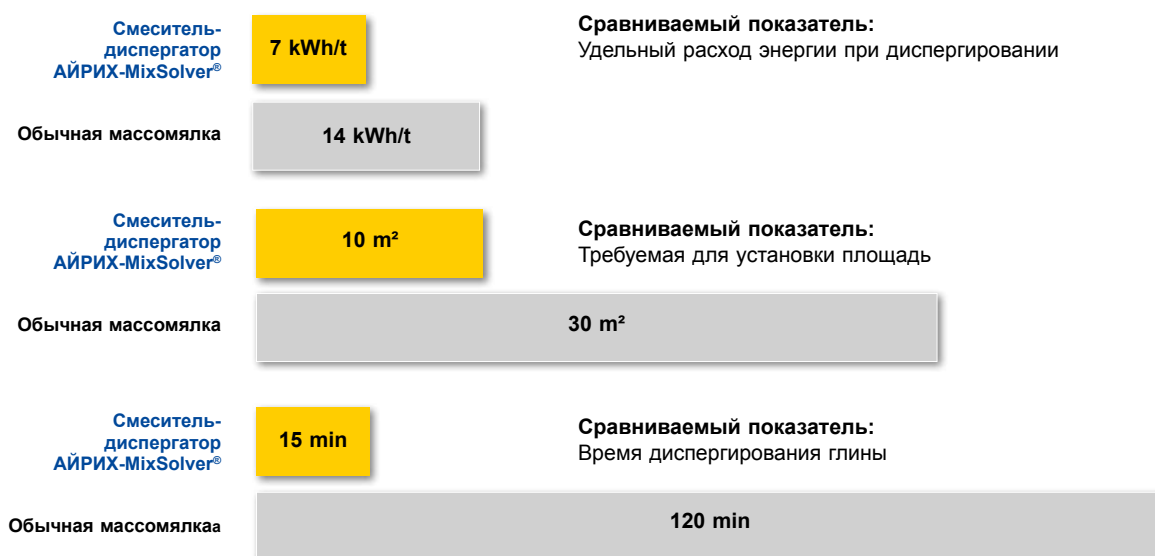 Смеситель-
диспергатор
АЙРИХ-MixSolver®
7 kWh/t
Сравниваемый показатель:
Удельный расход энергии при диспергировании
Обычная массомялка
14 kWh/t
Смеситель-
диспергатор
АЙРИХ-MixSolver®
10 m²
Сравниваемый показатель:
Требуемая для установки площадь
Обычная массомялка
30 m²
Смеситель-
диспергатор
АЙРИХ-MixSolver®
15 min
Сравниваемый показатель:
Время диспергирования глины
Обычная массомялкаа
120 min